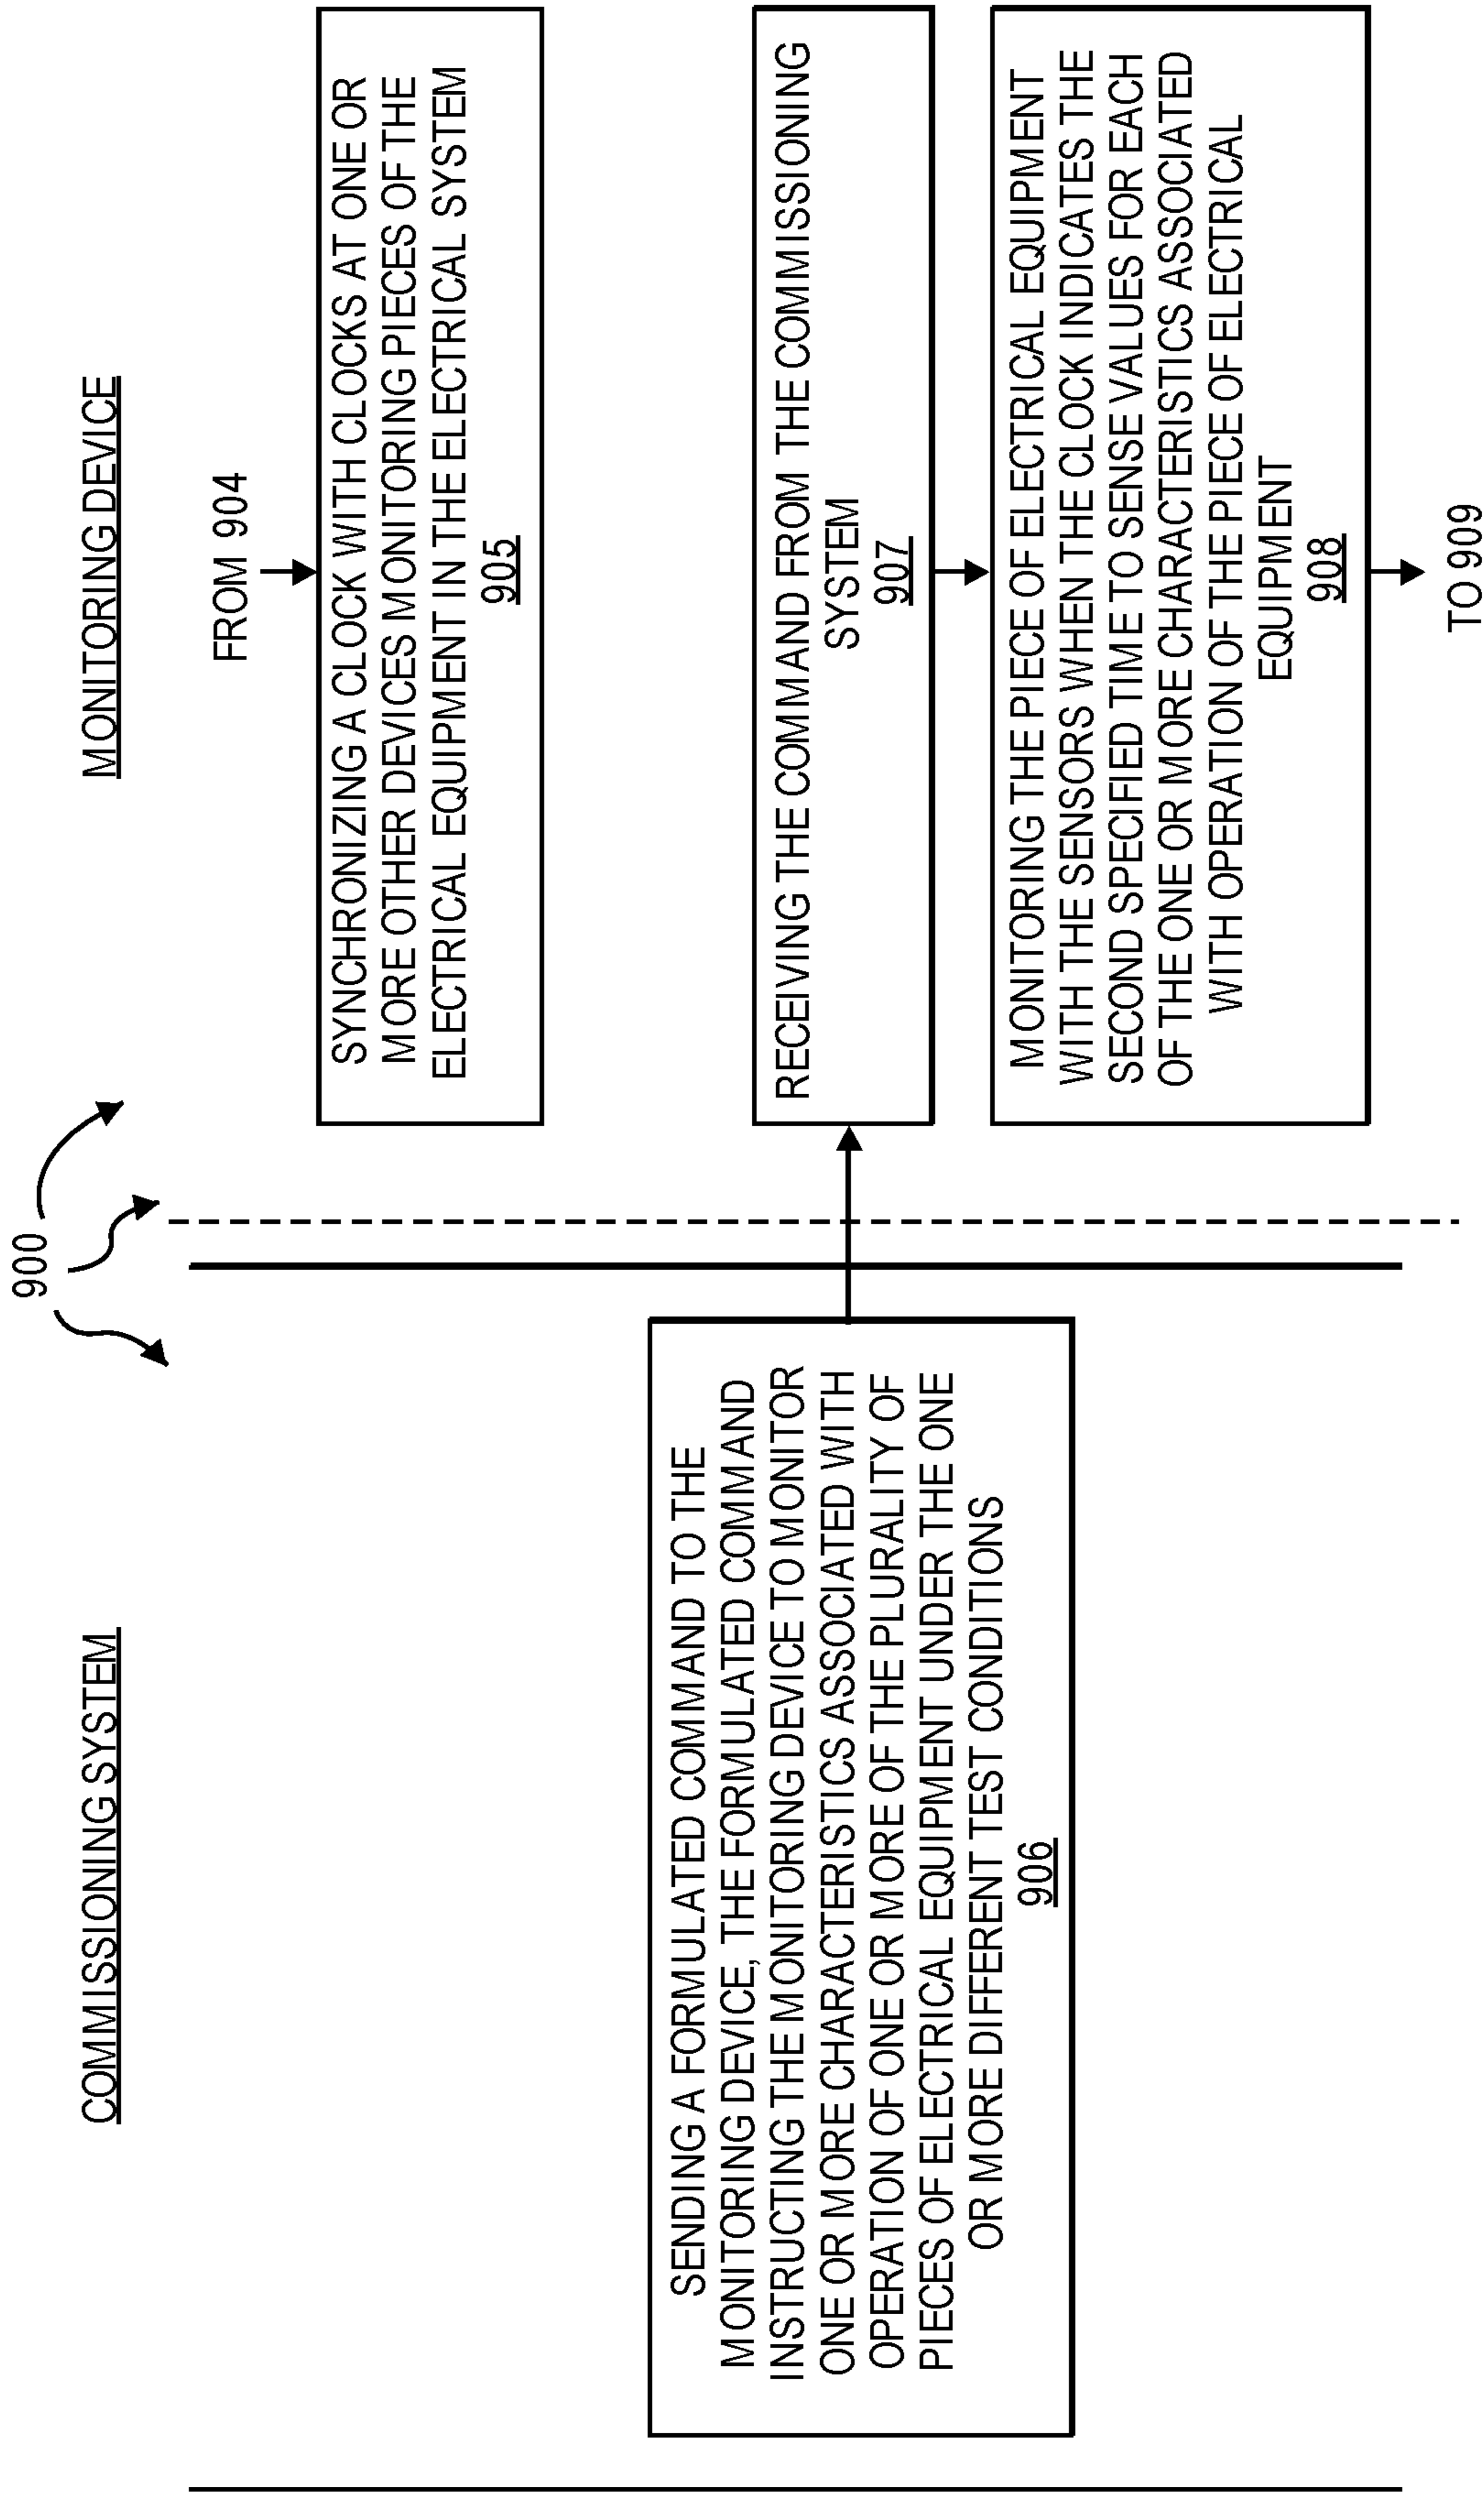 900
COMMISSIONING SYSTEM
MONITORING DEVICE
FROM 904
SYNCHRONIZING A CLOCK WITH CLOCKS AT ONE OR
MORE OTHER DEVICES MONITORING PIECES OF THE
ELECTRICAL EQUIPMENT IN THE ELECTRICAL SYSTEM
905
SENDING A FORMULATED COMMAND TO THE
MONITORING DEVICE, THE FORMULATED COMMAND
INSTRUCTING THE MONITORING DEVICE TO MONITOR
ONE OR MORE CHARACTERISTICS ASSOCIATED WITH
OPERATION OF ONE OR MORE OF THE PLURALITY OF
PIECES OF ELECTRICAL EQUIPMENT UNDER THE ONE
OR MORE DIFFERENT TEST CONDITIONS
906
RECEIVING THE COMMAND FROM THE COMMISSIONING
SYSTEM
907
MONITORING THE PIECE OF ELECTRICAL EQUIPMENT
WITH THE SENSORS WHEN THE CLOCK INDICATES THE
SECOND SPECIFIED TIME TO SENSE VALUES FOR EACH
OF THE ONE OR MORE CHARACTERISTICS ASSOCIATED
WITH OPERATION OF THE PIECE OF ELECTRICAL
EQUIPMENT
908
TO 909